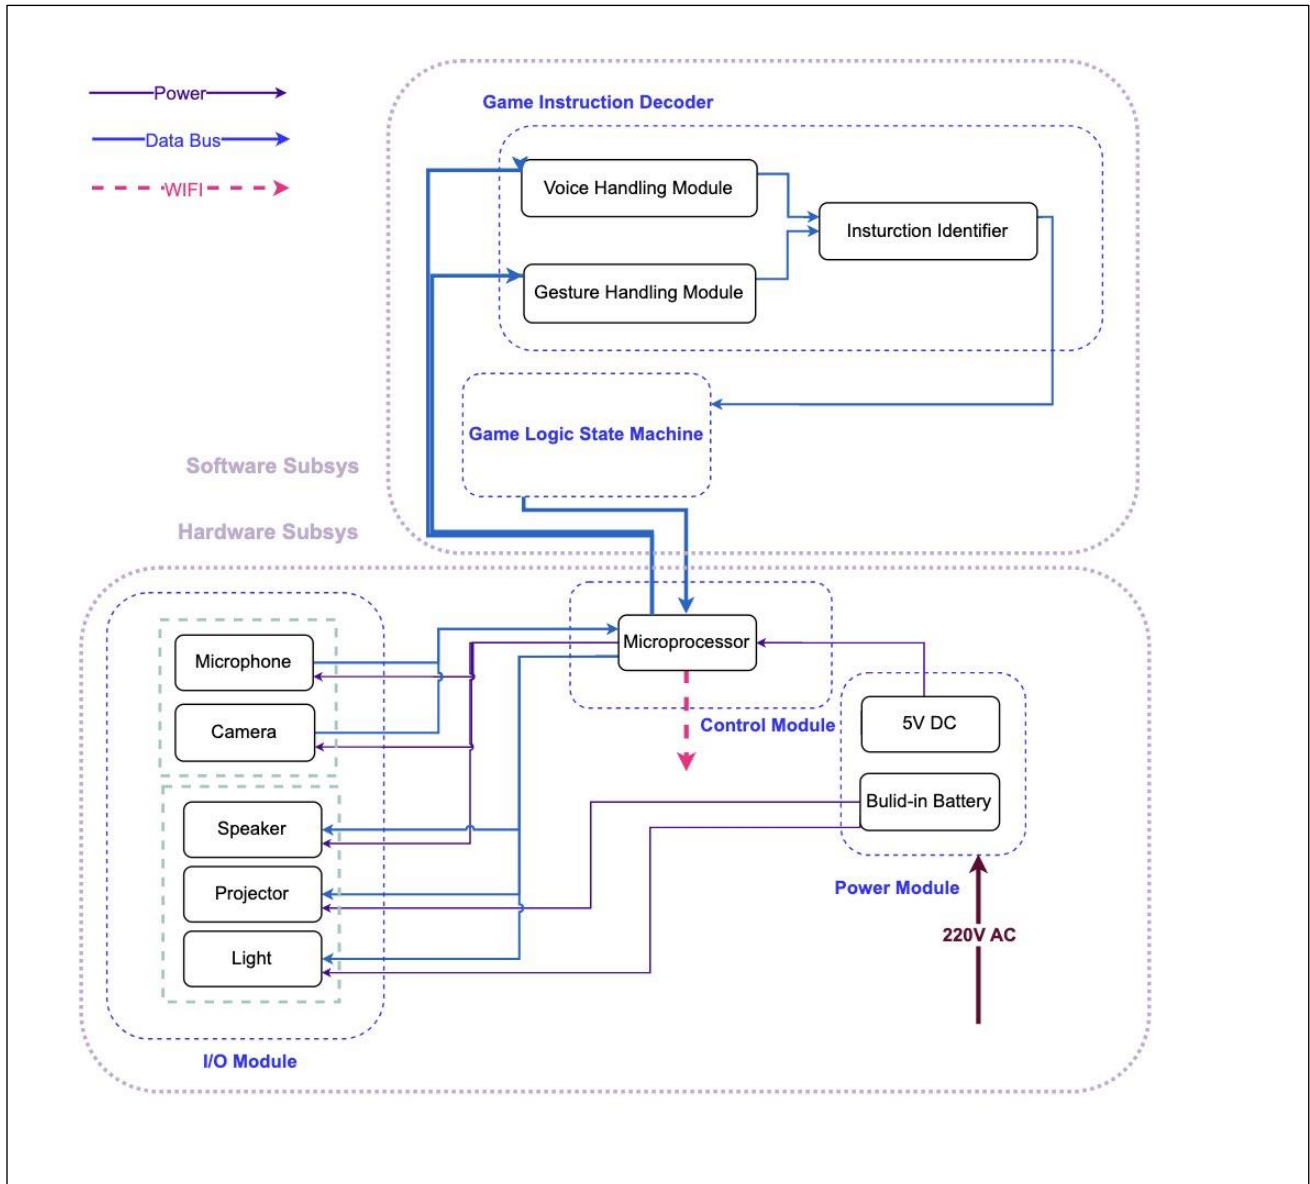 Power
Data Bus
WIFI
Game Instruction Decoder
Voice Handling Module
Insturction Identifier
Gesture Handling Module
Game Logic State Machine
Software Subsys
Hardware Subsys
Microphone
Microprocessor
Camera
5V DC
Control Module
Bulid-in Battery
Speaker
Projector
Power Module
220V AC
Light
I/O Module